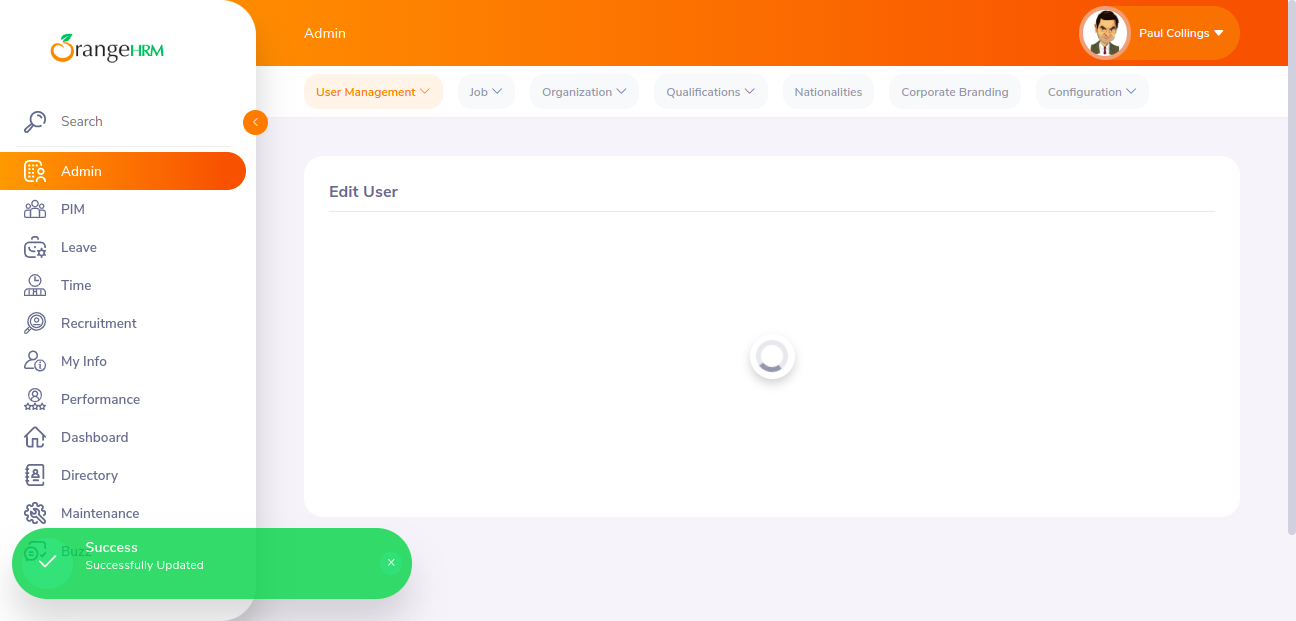 OrangeHRM
Admin
Paul Collings
User Management
Job
Organization
Qualifications
Nationalities
Corporate Branding
Configuration
Search
Admin
PIM
Leave
Time
Recruitment
My Info
Performance
Dashboard
Directory
Maintenance
Buzz
Edit User
Success
Successfully Updated